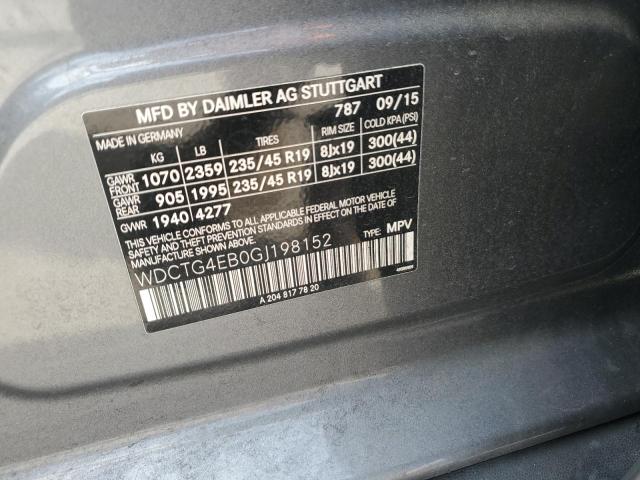 MFD BY DAIMLER AG STUTTGART
787 09/15
MADE IN GERMANY
KG LB TIRES RIM SIZE COLD KPA (PSI)
GAWR FRONT 1070 2359 235/45 R19 8Jx19 300(44)
GAWR REAR 905 1995 235/45 R19 8Jx19 300(44)
GVWR 1940 4277
THIS VEHICLE CONFORMS TO ALL APPLICABLE FEDERAL MOTOR VEHICLE
SAFETY BUMPER, AND THEFT PREVENTION STANDARDS IN EFFECT ON THE DATE OF
MANUFACTURE SHOWN ABOVE.
WDCTG4EB0GJ198152 TYPE: MPV
A 204 817 78 20